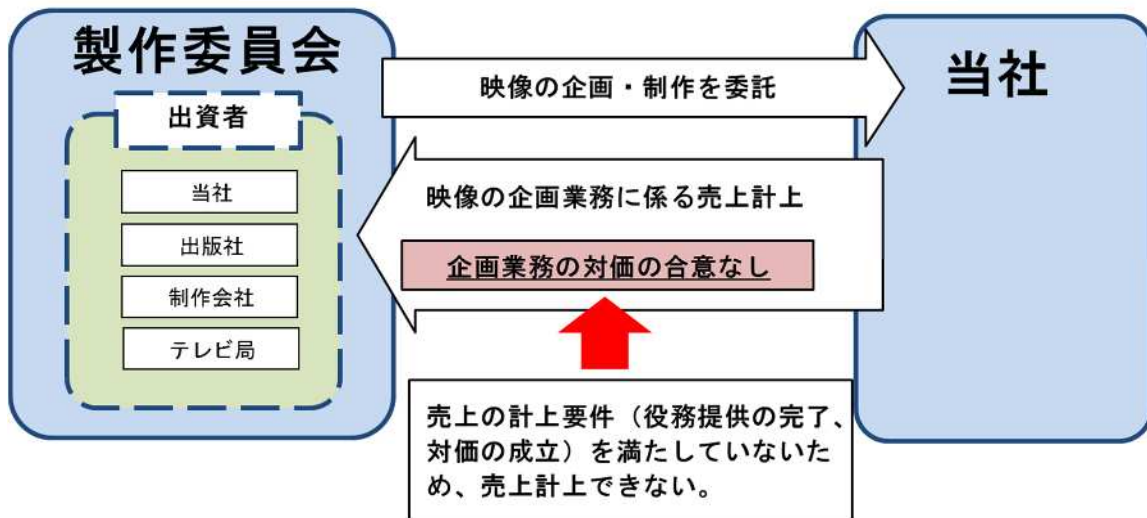 製作委員会
出資者
当社
出版社
制作会社
テレビ局
映像の企画・制作を委託
映像の企画業務に係る売上計上
企画業務の対価の合意なし
売上の計上要件（役務提供の完了、
対価の成立）を満たしていないた
め、売上計上できない。
当社